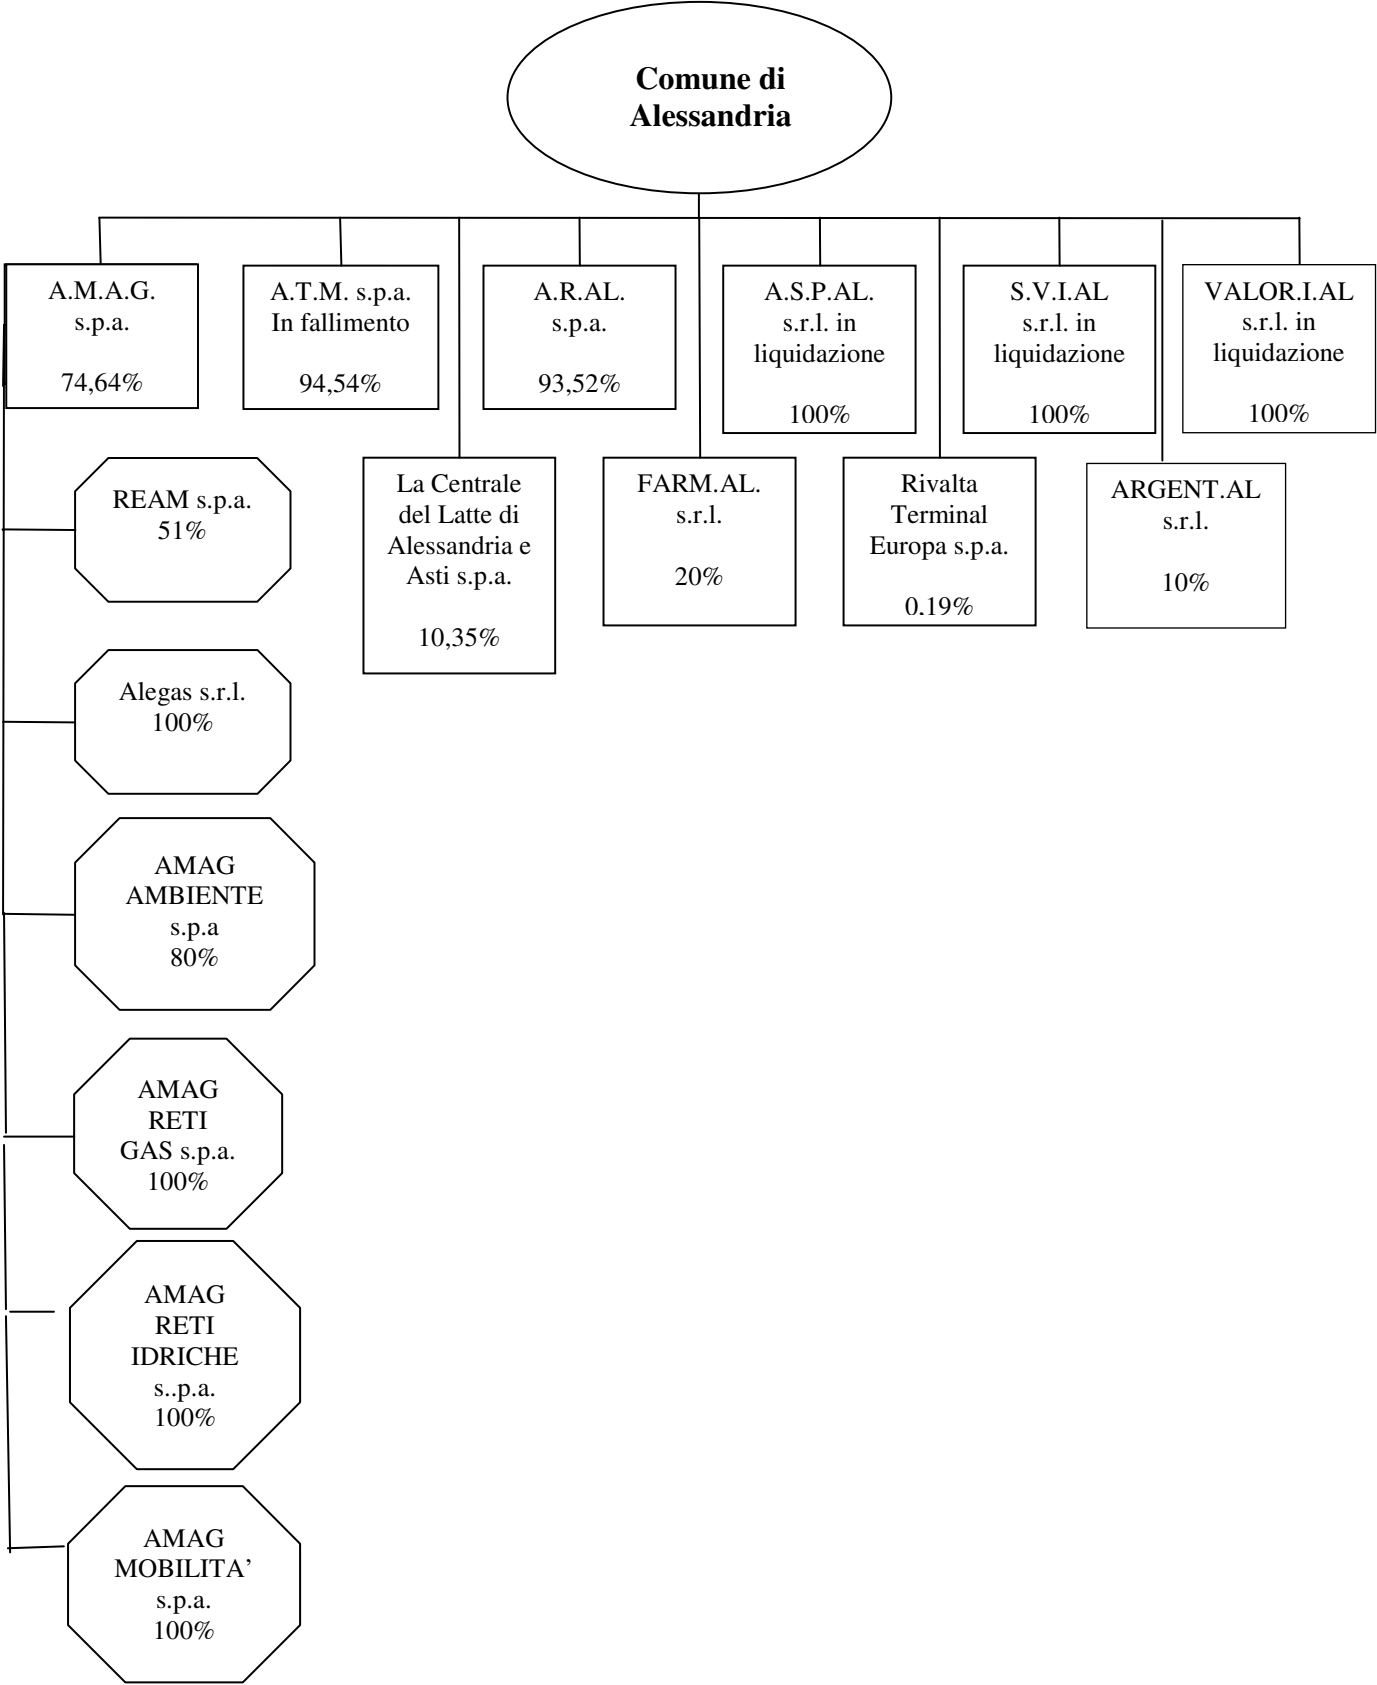 Comune di
Alessandria
A.M.A.G.
s.p.a.
74,64%
A.T.M. s.p.a.
In fallimento
94,54%
A.R.AL.
s.p.a.
93,52%
A.S.P.AL.
s.r.l. in
liquidazione
100%
S.V.I.AL
s.r.l. in
liquidazione
100%
VALOR.I.AL
s.r.l. in
liquidazione
100%
La Centrale
del Latte di
Alessandria e
Asti s.p.a.
10,35%
FARM.AL.
s.r.l.
20%
Rivalta
Terminal
Europa s.p.a.
0,19%
ARGENT.AL
s.r.l.
10%
REAM s.p.a.
51%
Alegas s.r.l.
100%
AMAG
AMBIENTE
s.p.a
80%
AMAG
RETI
GAS s.p.a.
100%
AMAG
RETI
IDRICHE
s..p.a.
100%
AMAG
MOBILITA’
s.p.a.
100%